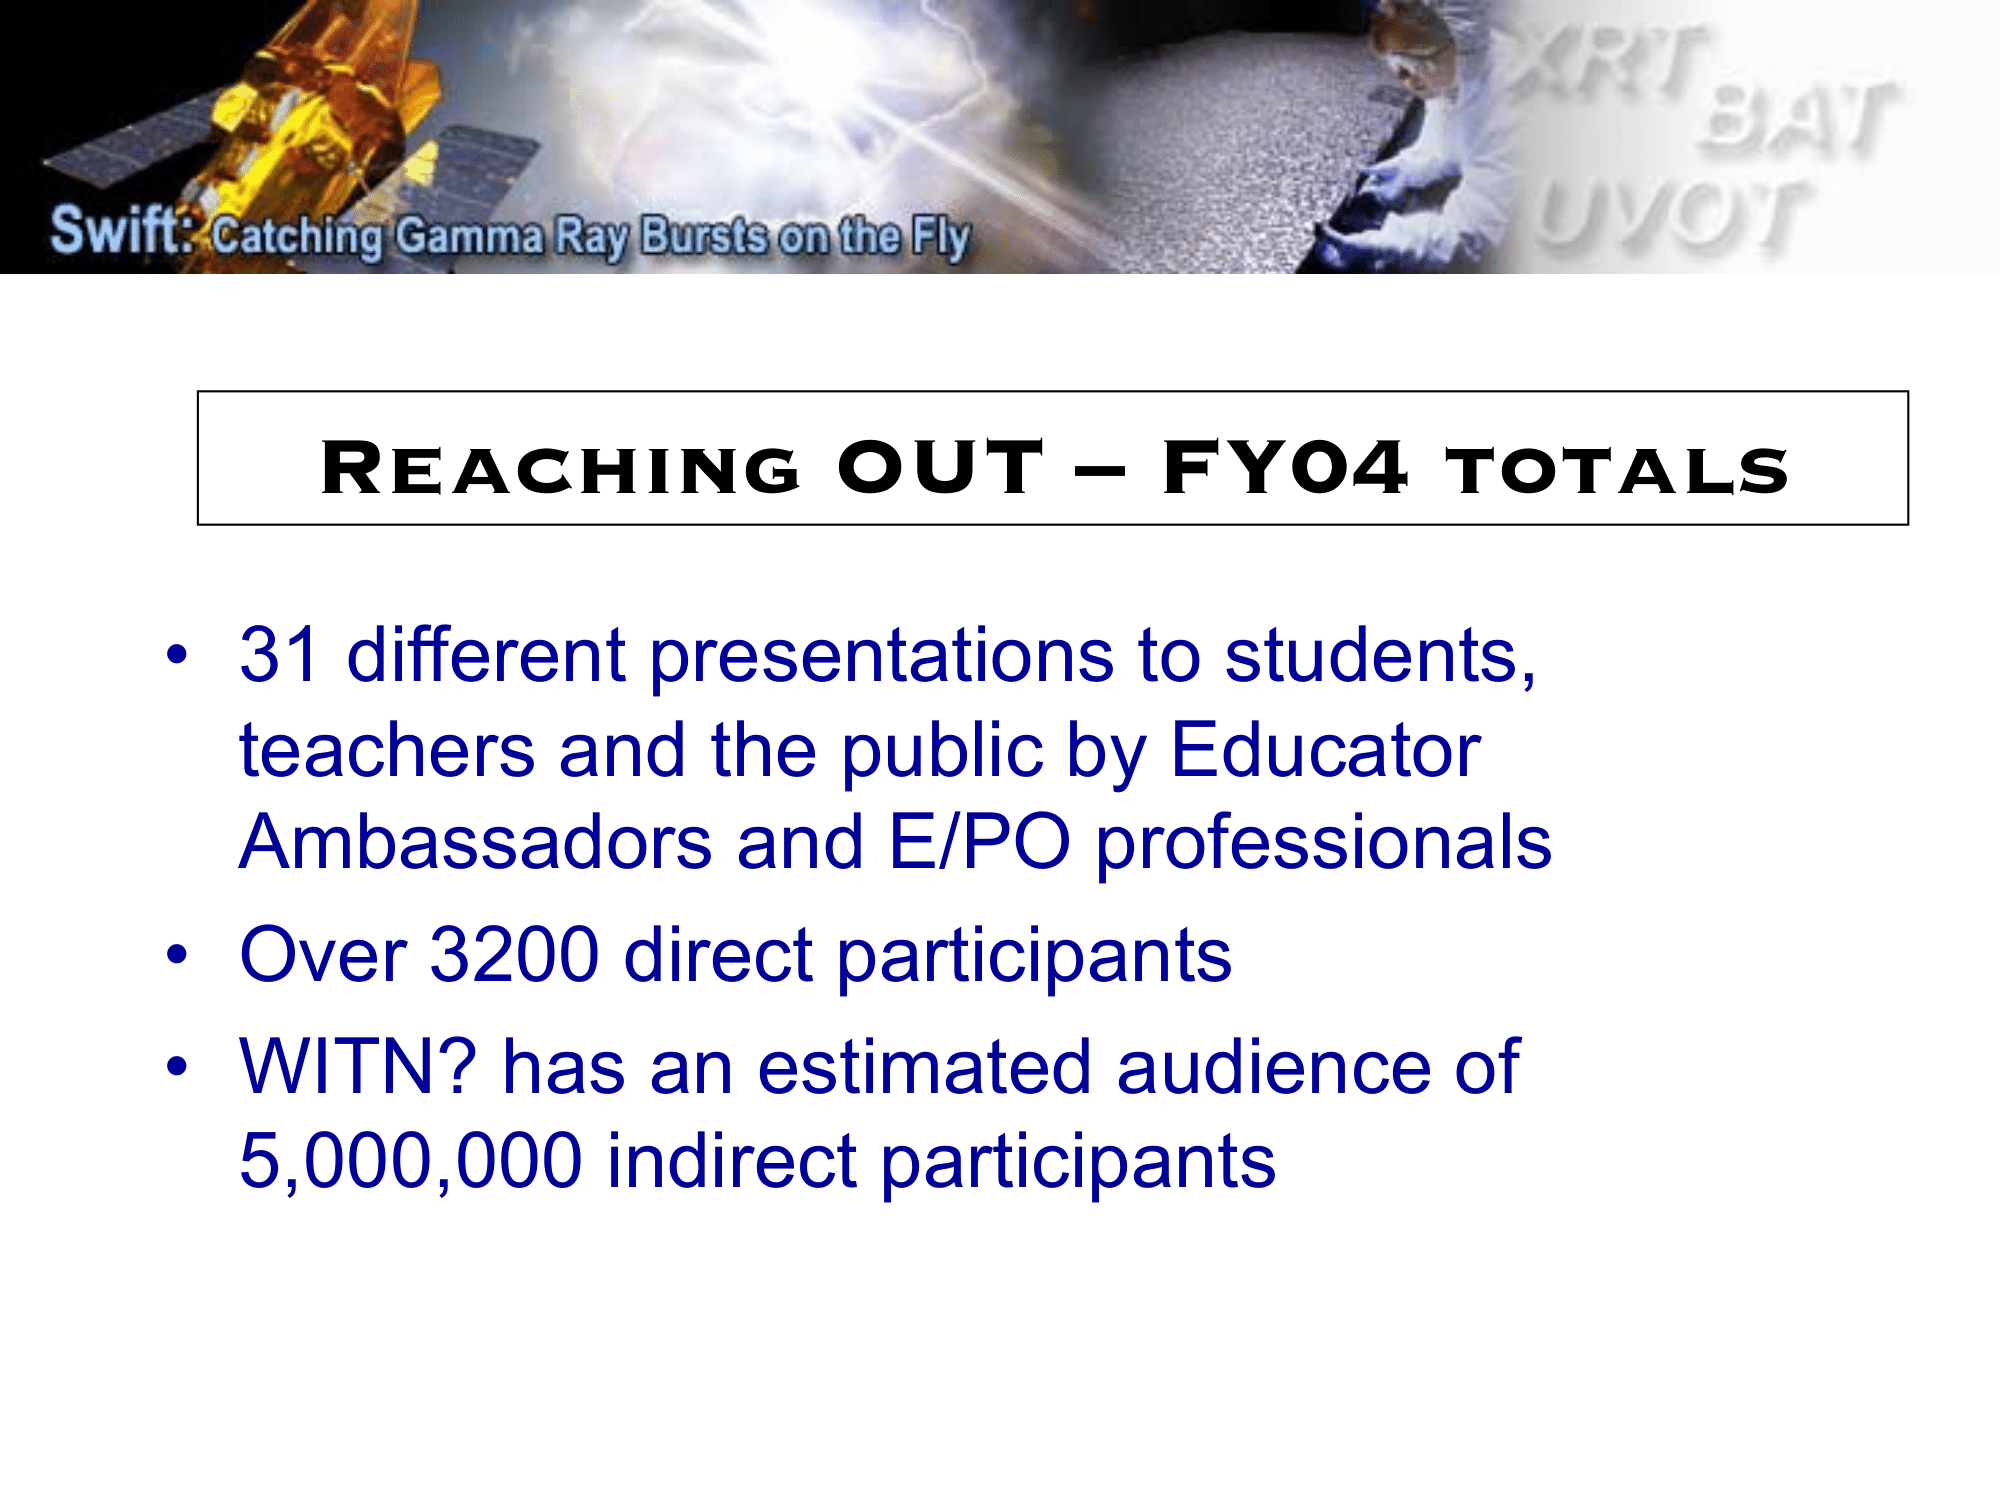 XRT
BAT
UVOT
Swift: Catching Gamma Ray Bursts on the Fly
REACHING OUT – FY04 TOTALS
• 31 different presentations to students,
teachers and the public by Educator
Ambassadors and E/PO professionals
• Over 3200 direct participants
• WITN? has an estimated audience of
5,000,000 indirect participants